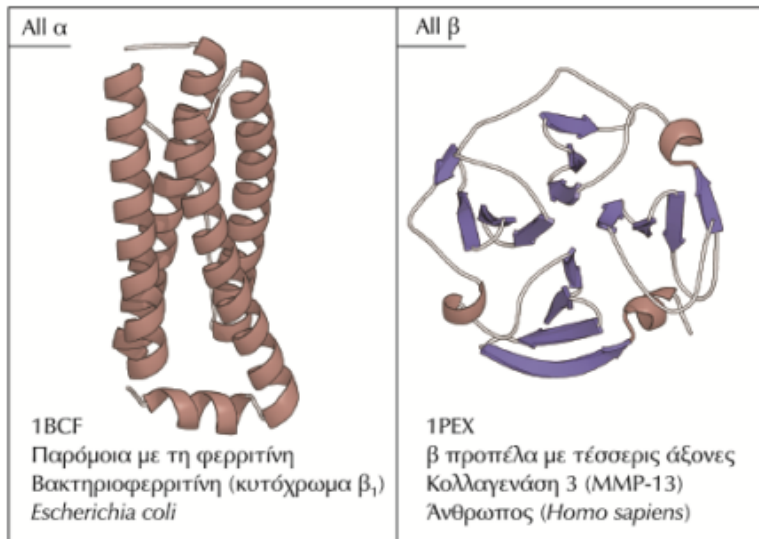 All α
1BCF
Παρόμοια με τη φερριτίνη
Βακτηριοφερριτίνη (κυτόχρωμα β₁)
Escherichia coli
All β
1PEX
β προπέλα με τέσσερις άξονες
Κολλαγενάση 3 (MMP-13)
Άνθρωπος (Homo sapiens)